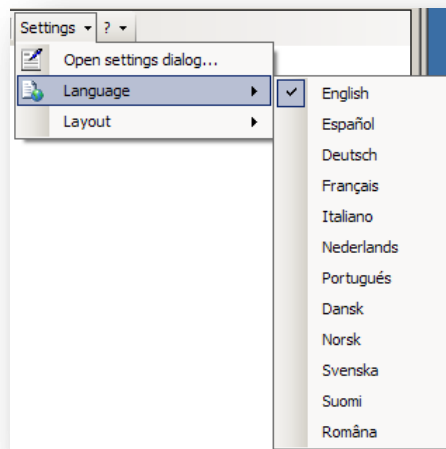 Settings ?
Open settings dialog...
Language
Layout
English
Español
Deutsch
Français
Italiano
Nederlands
Portugués
Dansk
Norsk
Svenska
Suomi
Româna